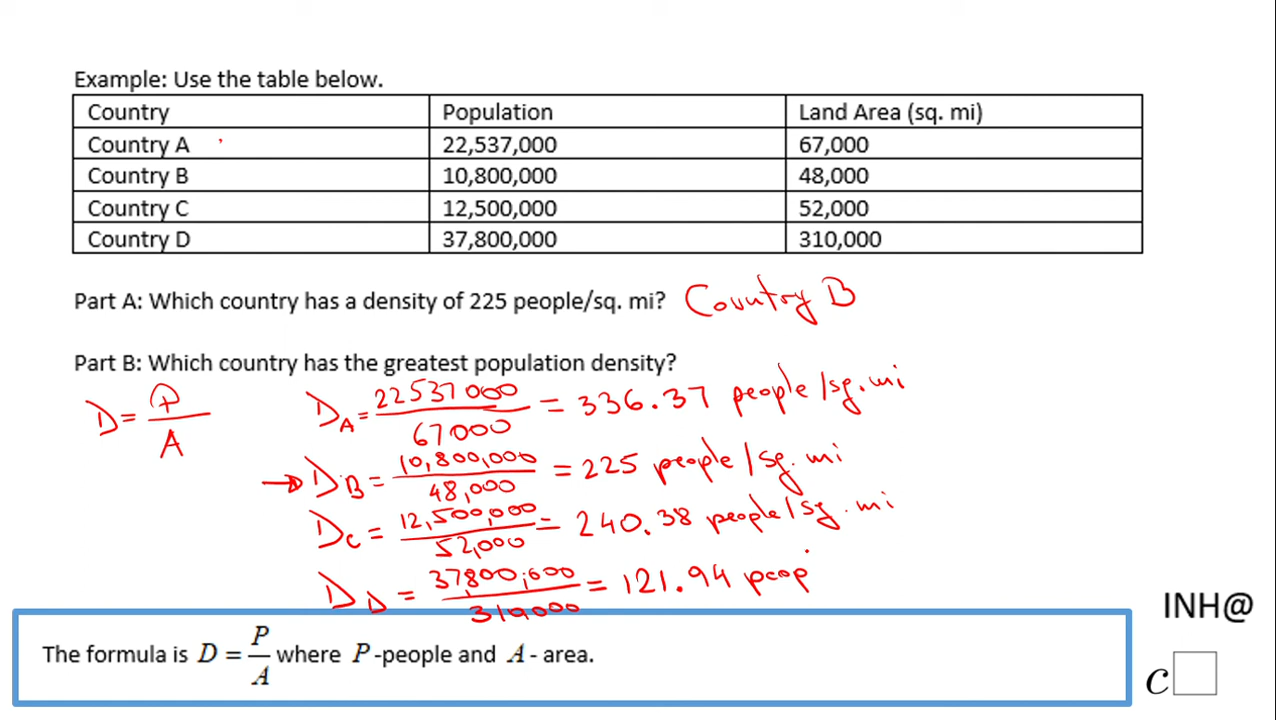 Example: Use the table below.
Country Population Land Area (sq. mi)
Country A 22,537,000 67,000
Country B 10,800,000 48,000
Country C 12,500,000 52,000
Country D 37,800,000 310,000
Part A: Which country has a density of 225 people/sq. mi? Country B
Part B: Which country has the greatest population density?
D = P/A
D_A = 22537000/67000 = 336.37 people/sq.mi
→ D_B = 10,800,000/48,000 = 225 people/sq. mi
D_C = 12,500,000/52,000 = 240.38 people/sq. mi
D_D = 37,800,000/310000 = 121.94 peop
The formula is D = P/A where P -people and A - area.
INH@
c